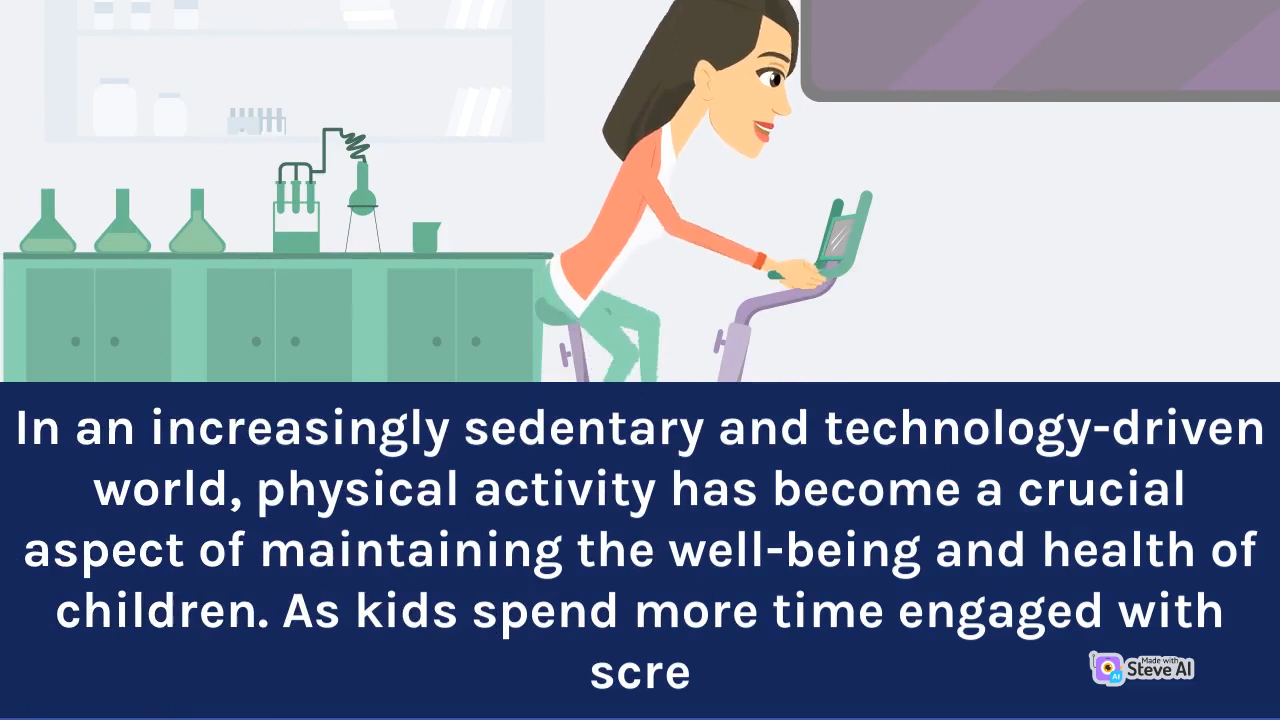 In an increasingly sedentary and technology-driven
world, physical activity has become a crucial
aspect of maintaining the well-being and health of
children. As kids spend more time engaged with
scre
Made with
Steve AI
AI